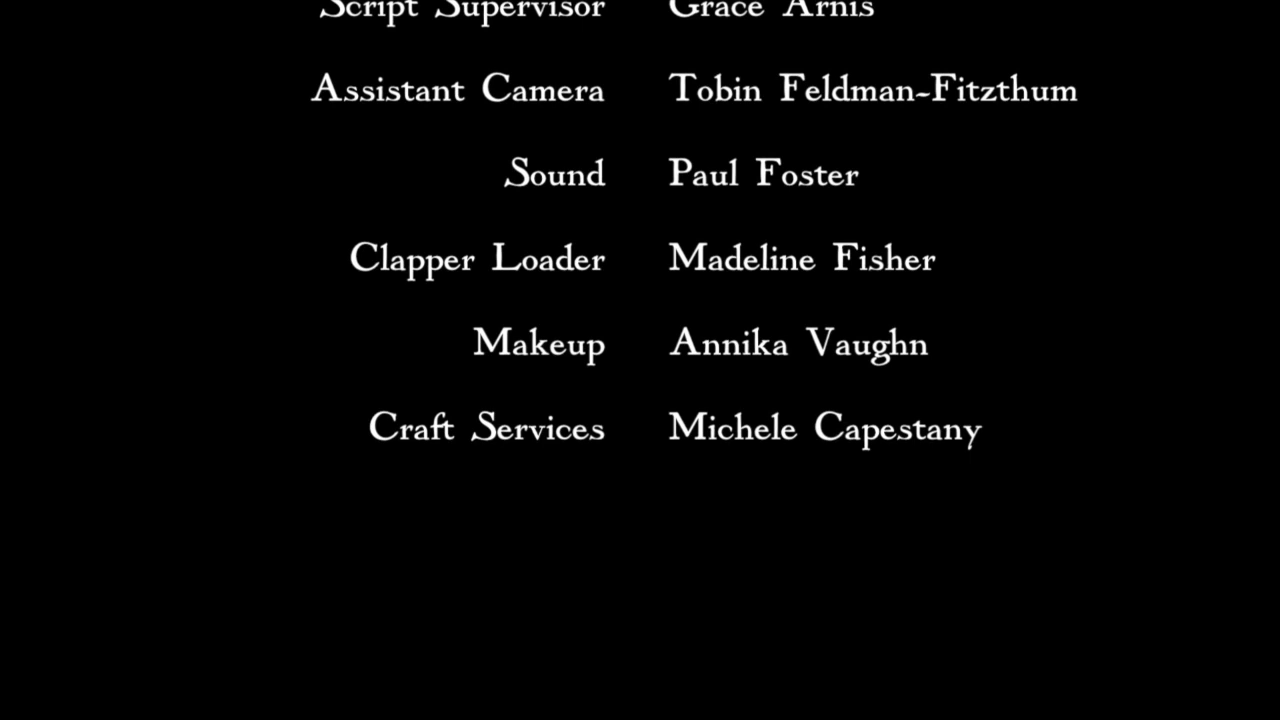 Script Supervisor Grace Arnis
Assistant Camera Tobin Feldman-Fitzthum
Sound Paul Foster
Clapper Loader Madeline Fisher
Makeup Annika Vaughn
Craft Services Michele Capestany